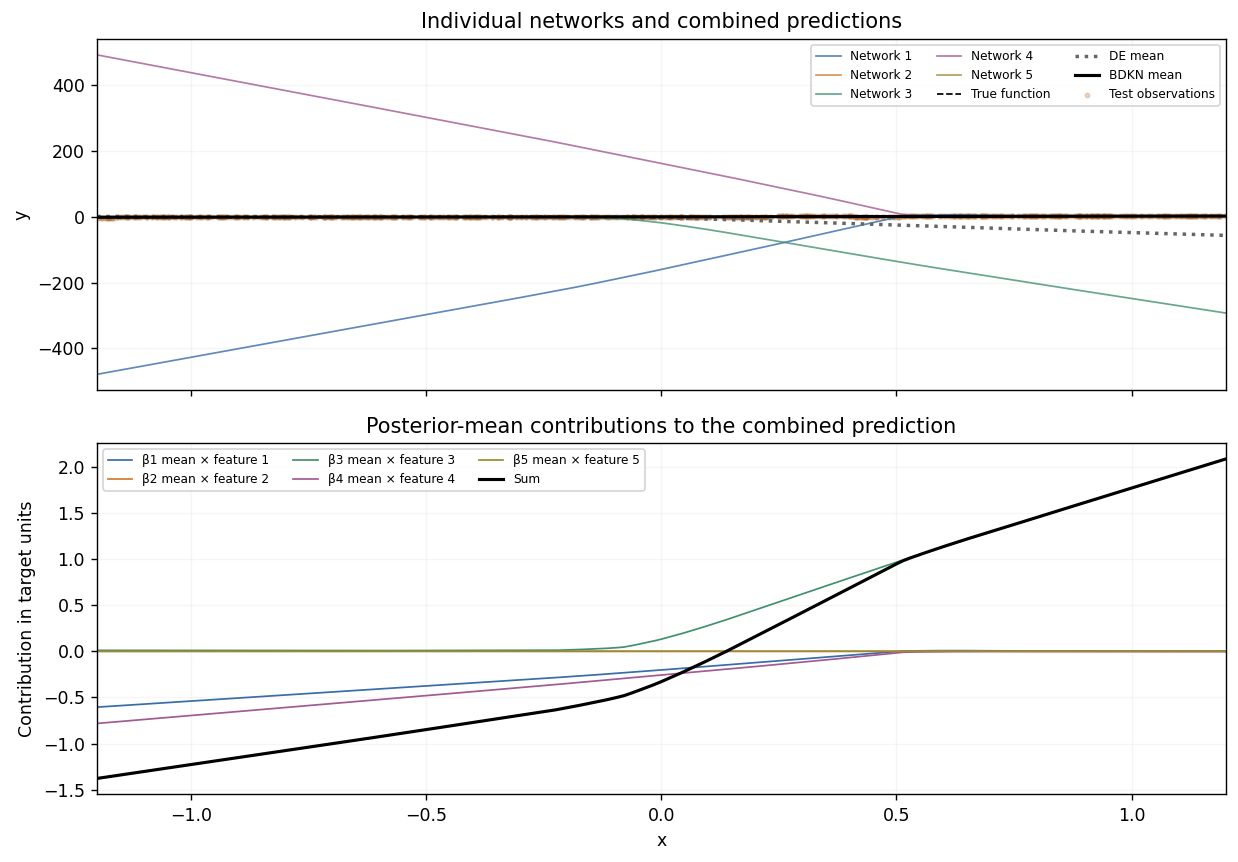 Individual networks and combined predictions
Network 1 Network 4 DE mean
Network 2 Network 5 BDKN mean
Network 3 True function Test observations
400
200
0
−200
−400
y
Posterior-mean contributions to the combined prediction
β1 mean × feature 1 β3 mean × feature 3 β5 mean × feature 5
β2 mean × feature 2 β4 mean × feature 4 Sum
2.0
1.5
1.0
0.5
0.0
−0.5
−1.0
−1.5
Contribution in target units
−1.0 −0.5 0.0 0.5 1.0
x